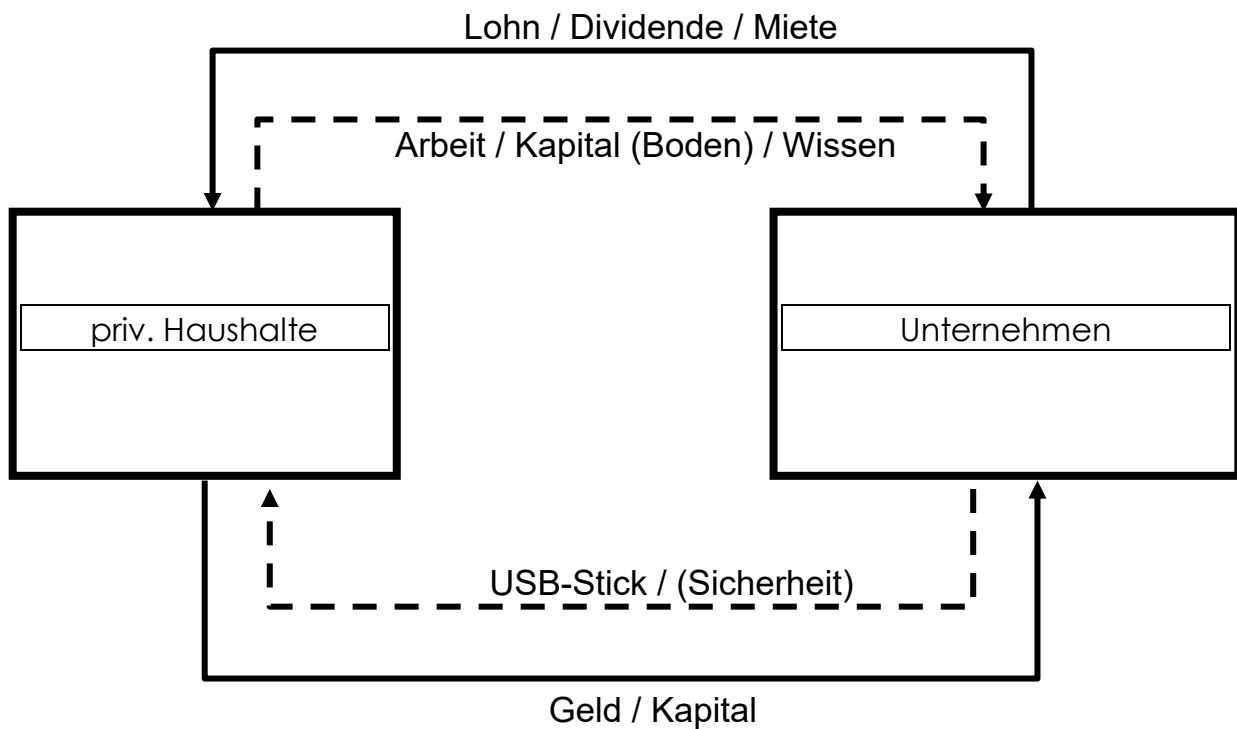 Lohn / Dividende / Miete
Arbeit / Kapital (Boden) / Wissen
priv. Haushalte
Unternehmen
USB-Stick / (Sicherheit)
Geld / Kapital